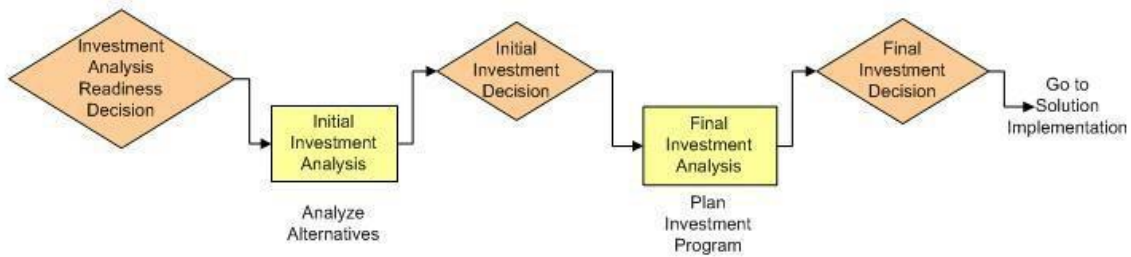 Investment
Analysis
Readiness
Decision
Initial
Investment
Analysis
Analyze
Alternatives
Initial
Investment
Decision
Final
Investment
Analysis
Plan
Investment
Program
Final
Investment
Decision
Go to
Solution
Implementation